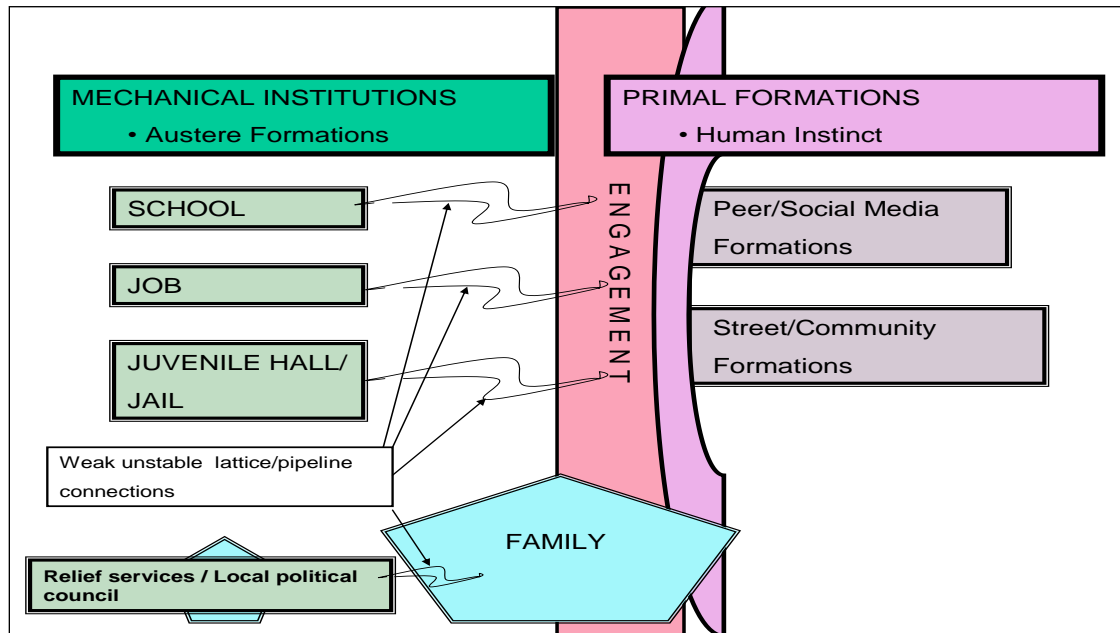 MECHANICAL INSTITUTIONS
• Austere Formations
PRIMAL FORMATIONS
• Human Instinct
SCHOOL
JOB
JUVENILE HALL/
JAIL
ENGAGEMENT
Peer/Social Media
Formations
Street/Community
Formations
Weak unstable lattice/pipeline
connections
FAMILY
Relief services / Local political
council